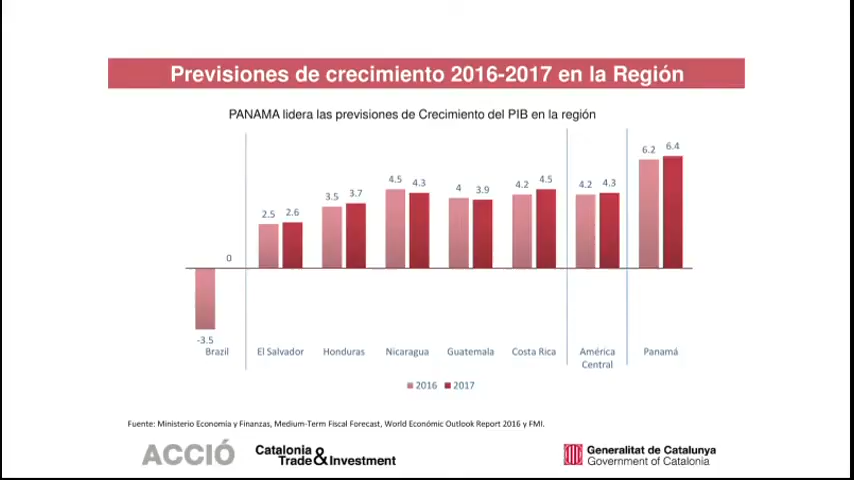 Previsiones de crecimiento 2016-2017 en la Región
PANAMA lidera las previsiones de Crecimiento del PIB en la región
-3.5 0 2.5 2.6 3.5 3.7 4.5 4.3 4 3.9 4.2 4.5 4.2 4.3 6.2 6.4
Brazil El Salvador Honduras Nicaragua Guatemala Costa Rica América Central Panamá
2016 2017
Fuente: Ministerio Economía y Finanzas, Medium-Term Fiscal Forecast, World Económic Outlook Report 2016 y FMI.
ACCIÓ
Catalonia
Trade & Investment
Generalitat de Catalunya
Government of Catalonia